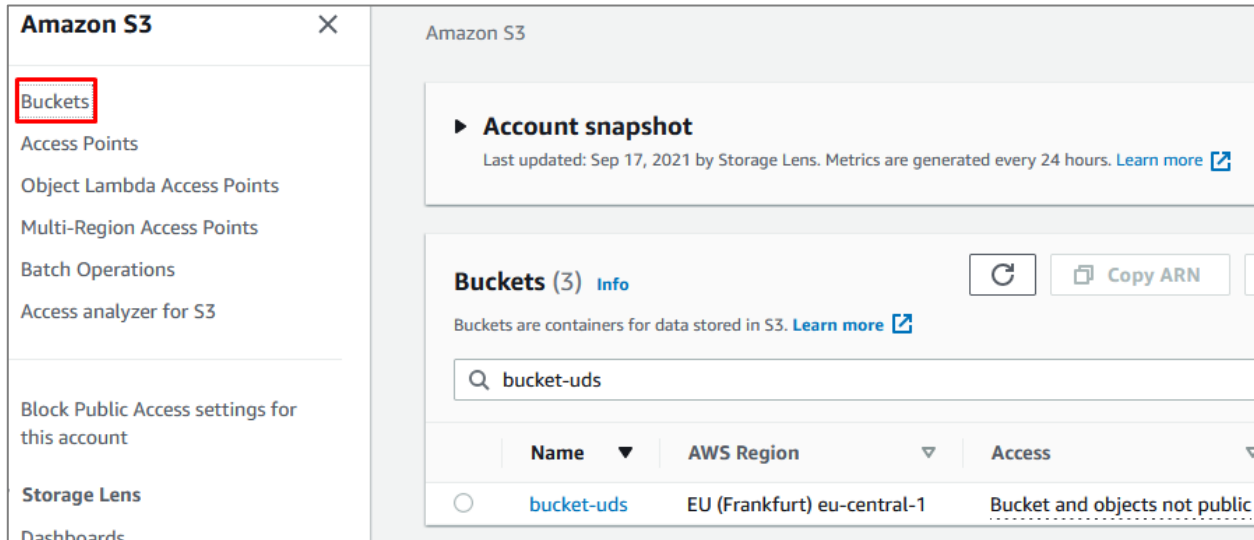 Amazon S3
Buckets
Access Points
Object Lambda Access Points
Multi-Region Access Points
Batch Operations
Access analyzer for S3
Block Public Access settings for
this account
Storage Lens
Dashboards
Amazon S3
Account snapshot
Last updated: Sep 17, 2021 by Storage Lens. Metrics are generated every 24 hours. Learn more
Buckets (3) Info
Copy ARN
Buckets are containers for data stored in S3. Learn more
bucket-uds
Name AWS Region Access
bucket-uds EU (Frankfurt) eu-central-1 Bucket and objects not public